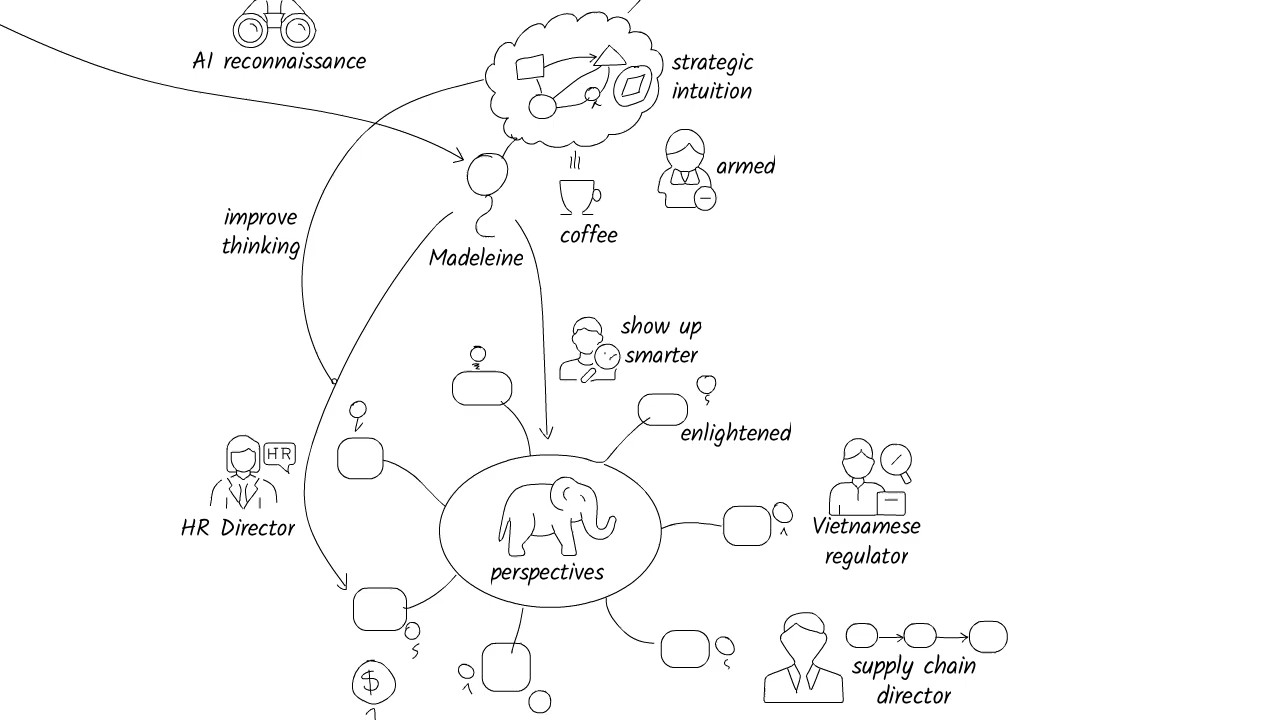 AI reconnaissance
strategic
intuition
armed
coffee
improve
thinking
Madeleine
show up
smarter
enlightened
HR
HR Director
Vietnamese
regulator
perspectives
$
supply chain
director